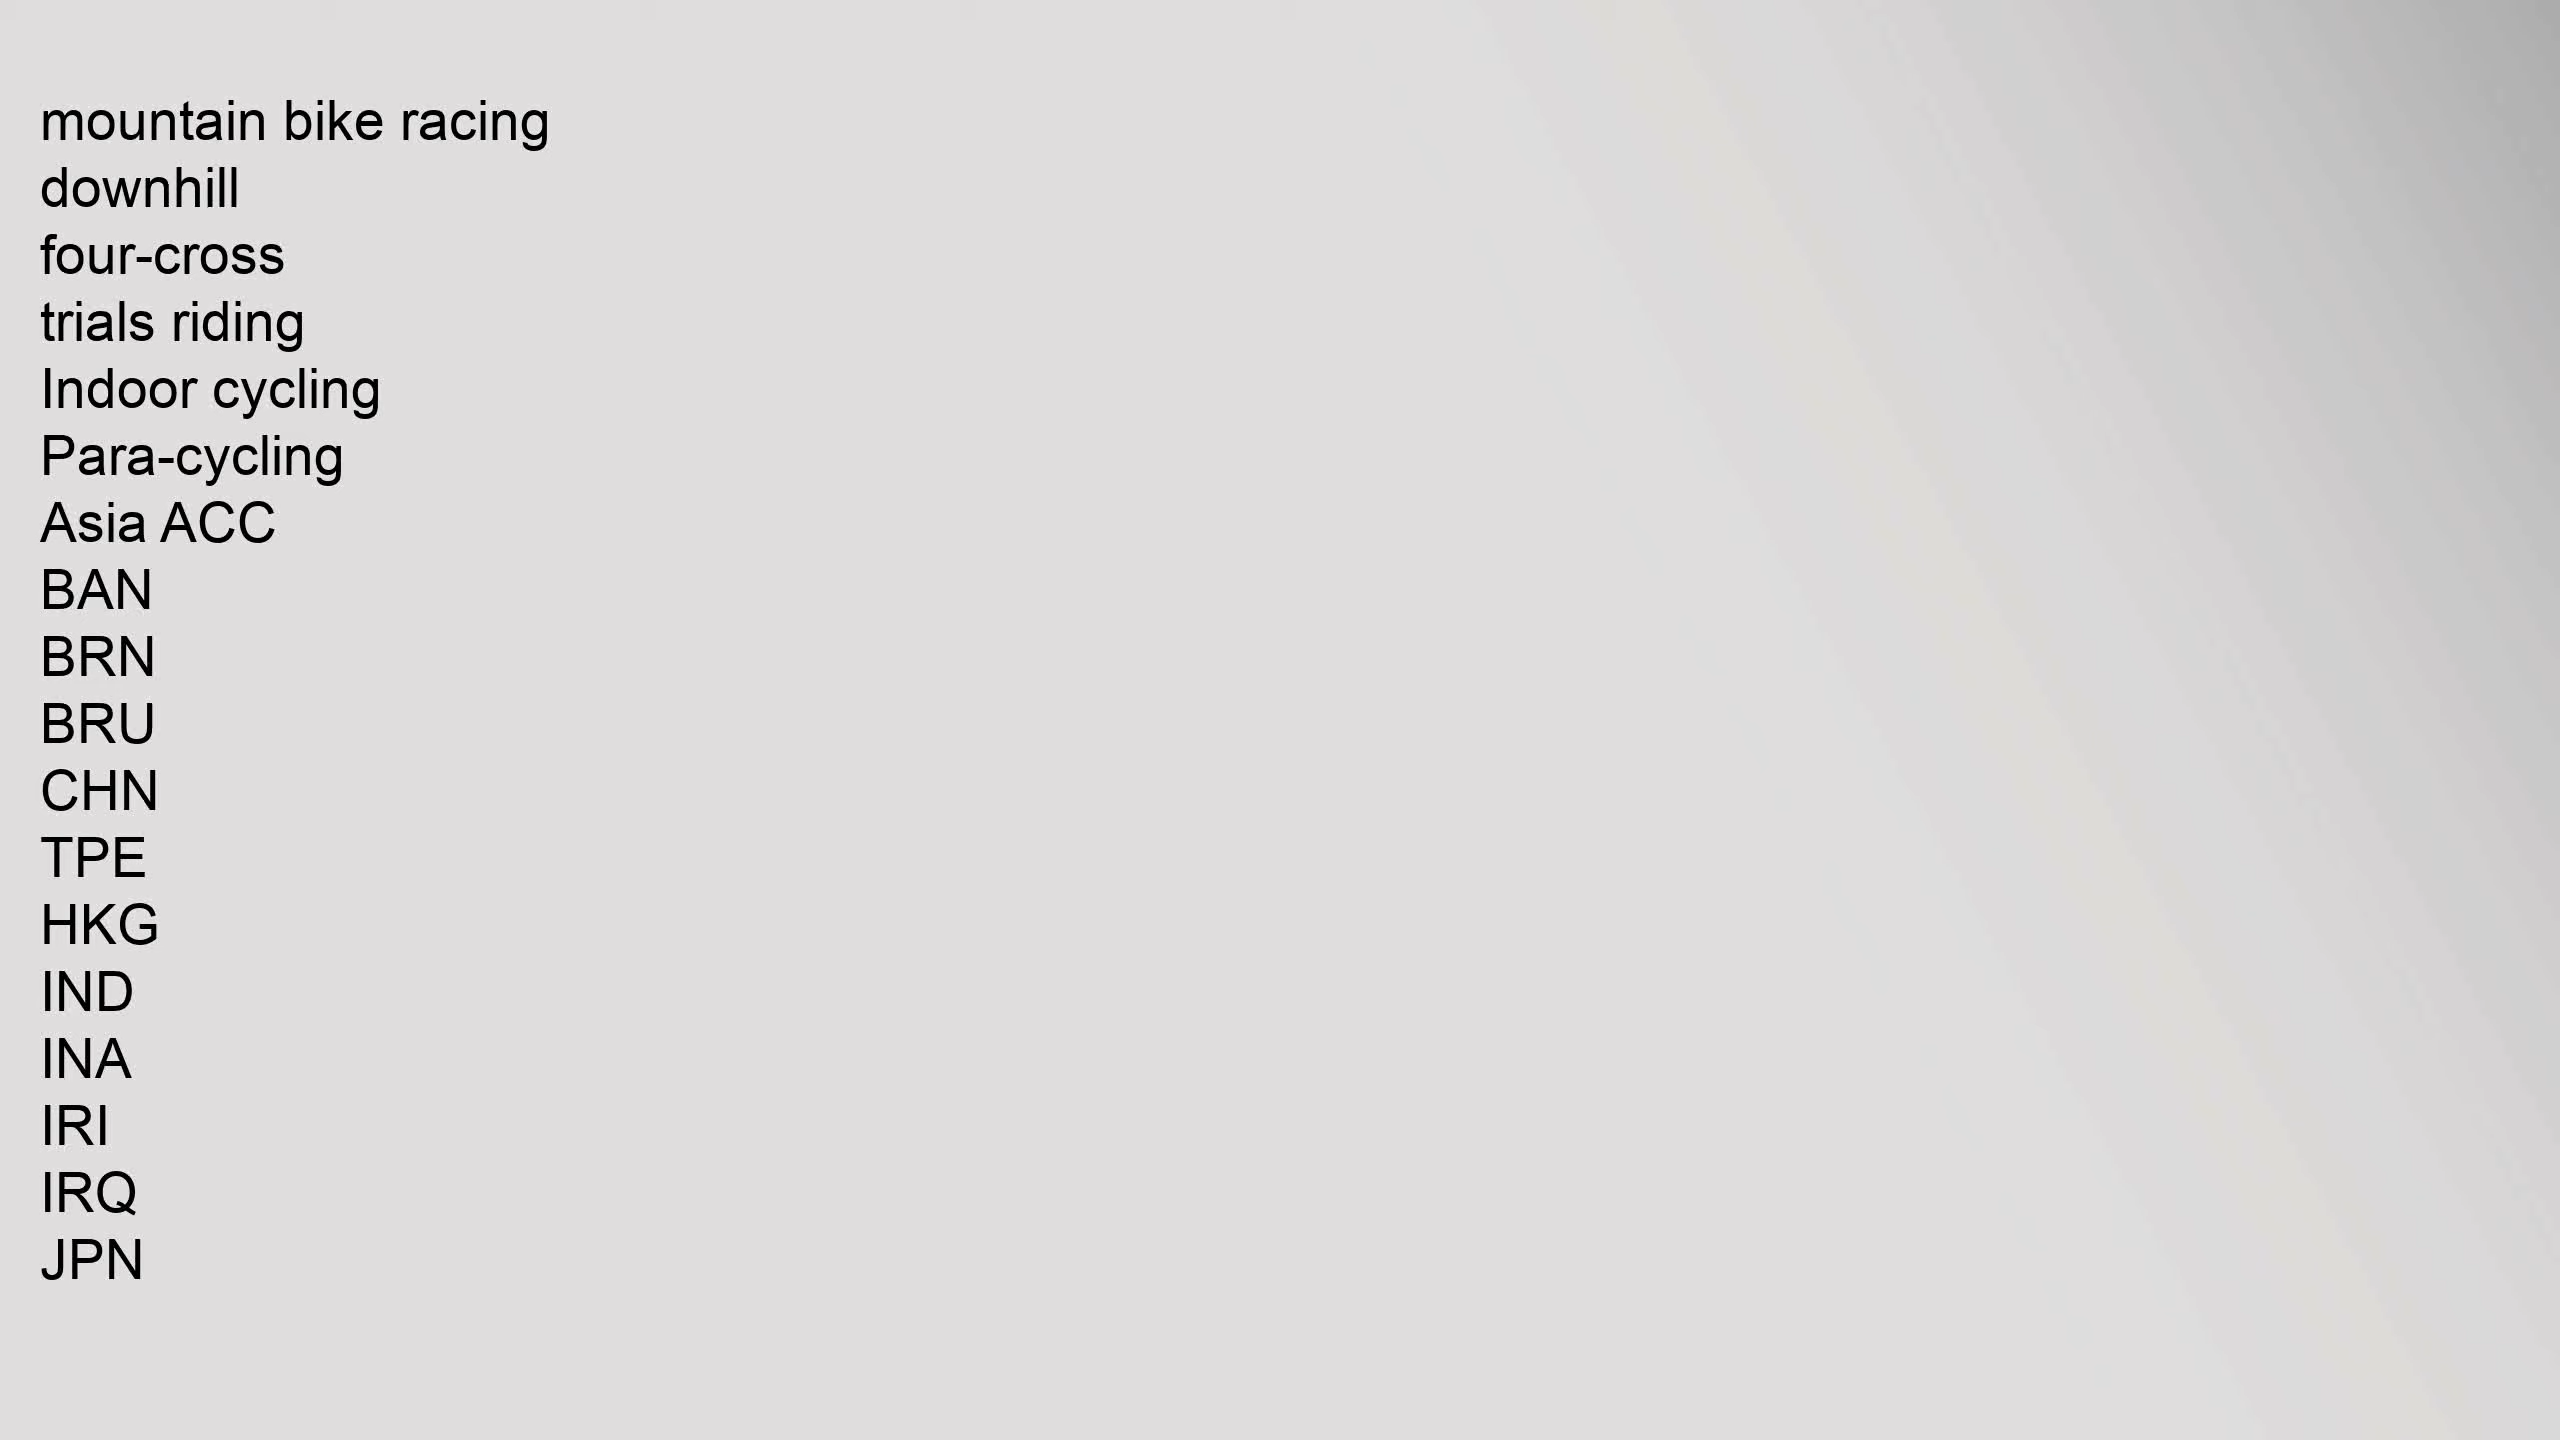 mountain bike racing
downhill
four-cross
trials riding
Indoor cycling
Para-cycling
Asia ACC
BAN
BRN
BRU
CHN
TPE
HKG
IND
INA
IRI
IRQ
JPN